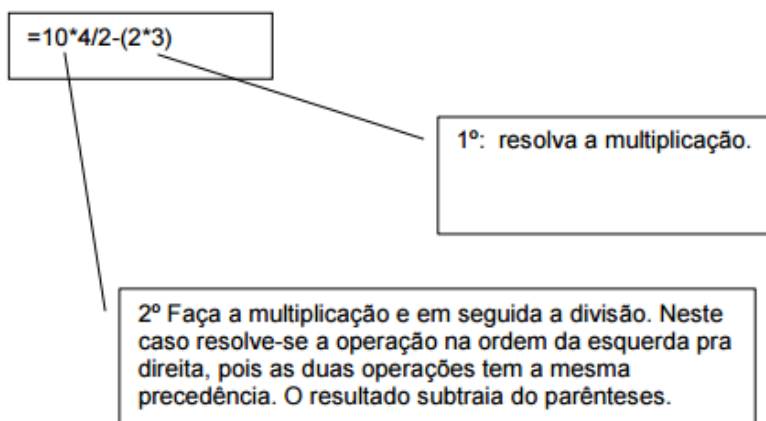 =10*4/2-(2*3)
1º: resolva a multiplicação.
2º Faça a multiplicação e em seguida a divisão. Neste
caso resolve-se a operação na ordem da esquerda pra
direita, pois as duas operações tem a mesma
precedência. O resultado subtraia do parênteses.